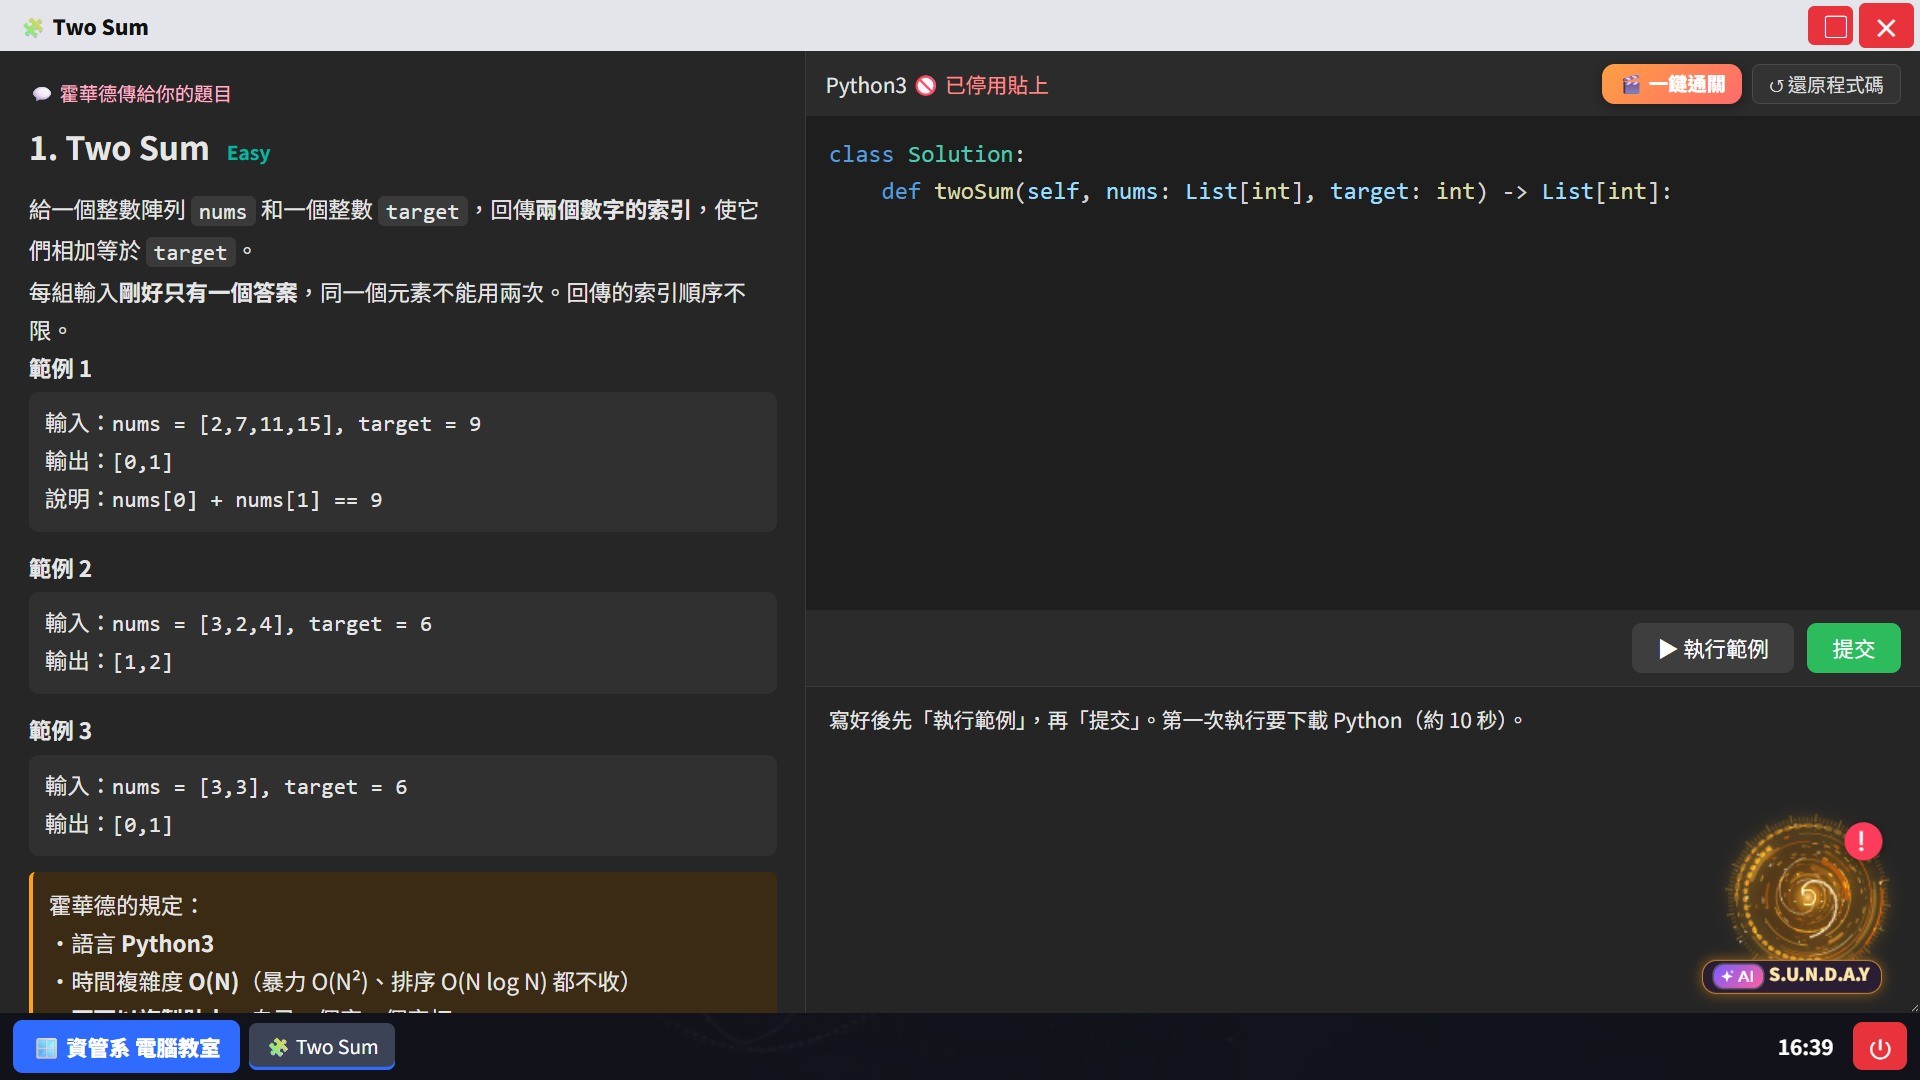 Two Sum
霍華德傳給你的題目
1. Two Sum Easy
給一個整數陣列 nums 和一個整數 target，回傳兩個數字的索引，使它
們相加等於 target。
每組輸入剛好只有一個答案，同一個元素不能用兩次。回傳的索引順序不
限。
範例 1
輸入：nums = [2,7,11,15], target = 9
輸出：[0,1]
說明：nums[0] + nums[1] == 9
範例 2
輸入：nums = [3,2,4], target = 6
輸出：[1,2]
範例 3
輸入：nums = [3,3], target = 6
輸出：[0,1]
霍華德的規定：
・語言 Python3
・時間複雜度 O(N)（暴力 O(N²)、排序 O(N log N) 都不收）
Python3 🚫 已停用貼上
一鍵通關
↺ 還原程式碼
class Solution:
    def twoSum(self, nums: List[int], target: int) -> List[int]:
▶ 執行範例
提交
寫好後先「執行範例」，再「提交」。第一次執行要下載 Python（約 10 秒）。
!
AI S.U.N.D.A.Y
資管系 電腦教室
Two Sum
16:39